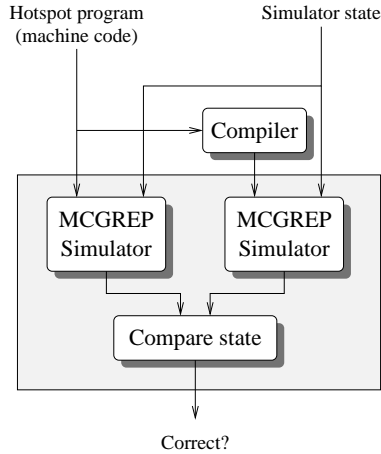 Hotspot program
(machine code)
Simulator state
Compiler
MCGREP
Simulator
MCGREP
Simulator
Compare state
Correct?